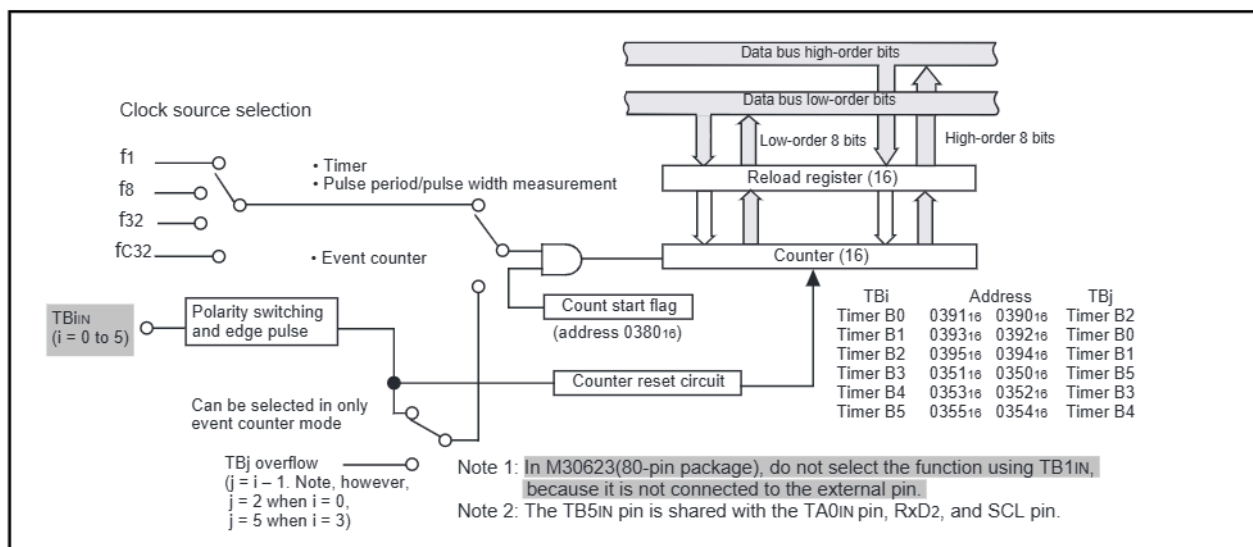 Data bus high-order bits
Data bus low-order bits
Clock source selection
Low-order 8 bits
High-order 8 bits
f1
• Timer
• Pulse period/pulse width measurement
Reload register (16)
f8
f32
fC32
• Event counter
Counter (16)
TBiIN
(i = 0 to 5)
Polarity switching
and edge pulse
Count start flag
(address 038016)
TBi Address TBj
Timer B0 039116 039016 Timer B2
Timer B1 039316 039216 Timer B0
Timer B2 039516 039416 Timer B1
Timer B3 035116 035016 Timer B5
Timer B4 035316 035216 Timer B3
Timer B5 035516 035416 Timer B4
Counter reset circuit
Can be selected in only
event counter mode
TBj overflow
(j = i – 1. Note, however,
j = 2 when i = 0,
j = 5 when i = 3)
Note 1: In M30623(80-pin package), do not select the function using TB1IN,
because it is not connected to the external pin.
Note 2: The TB5IN pin is shared with the TA0IN pin, RxD2, and SCL pin.